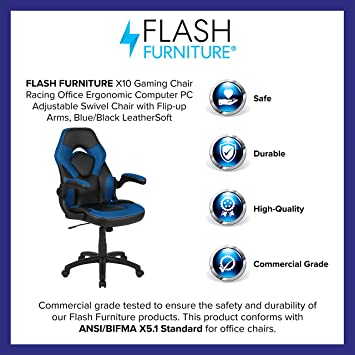 FLASH
FURNITURE®
FLASH FURNITURE X10 Gaming Chair
Racing Office Ergonomic Computer PC
Adjustable Swivel Chair with Flip-up
Arms, Blue/Black LeatherSoft
Safe
Durable
High-Quality
Commercial Grade
Commercial grade tested to ensure the safety and durability of
our Flash Furniture products. This product conforms with
ANSI/BIFMA X5.1 Standard for office chairs.